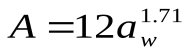 A = 12a_w^{1.71}